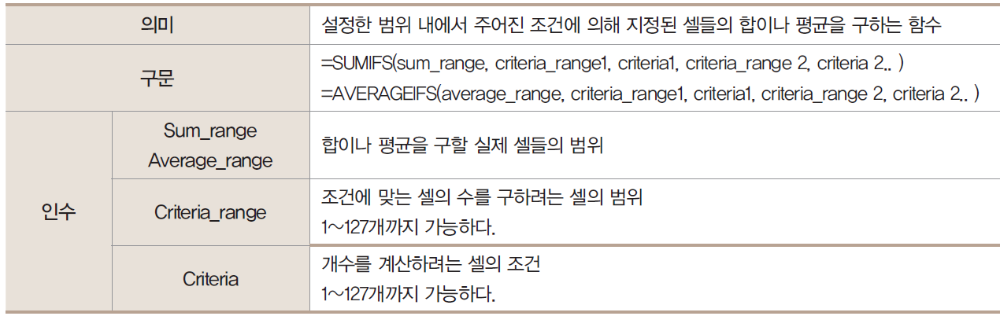 의미
설정한 범위 내에서 주어진 조건에 의해 지정된 셀들의 합이나 평균을 구하는 함수
구문
=SUMIFS(sum_range, criteria_range1, criteria1, criteria_range 2, criteria 2.. )
=AVERAGEIFS(average_range, criteria_range1, criteria1, criteria_range 2, criteria 2.. )
인수
Sum_range
Average_range
합이나 평균을 구할 실제 셀들의 범위
Criteria_range
조건에 맞는 셀의 수를 구하려는 셀의 범위
1~127개까지 가능하다.
Criteria
개수를 계산하려는 셀의 조건
1~127개까지 가능하다.